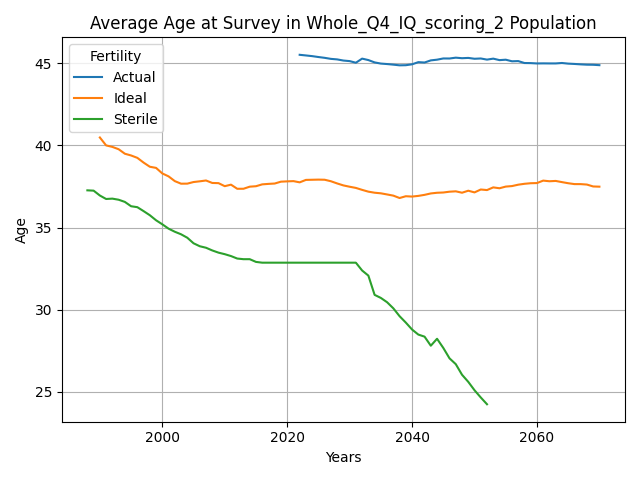 Average Age at Survey in Whole_Q4_IQ_scoring_2 Population
Fertility
Actual
Ideal
Sterile
45
40
35
30
25
Age
2000
2020
2040
2060
Years